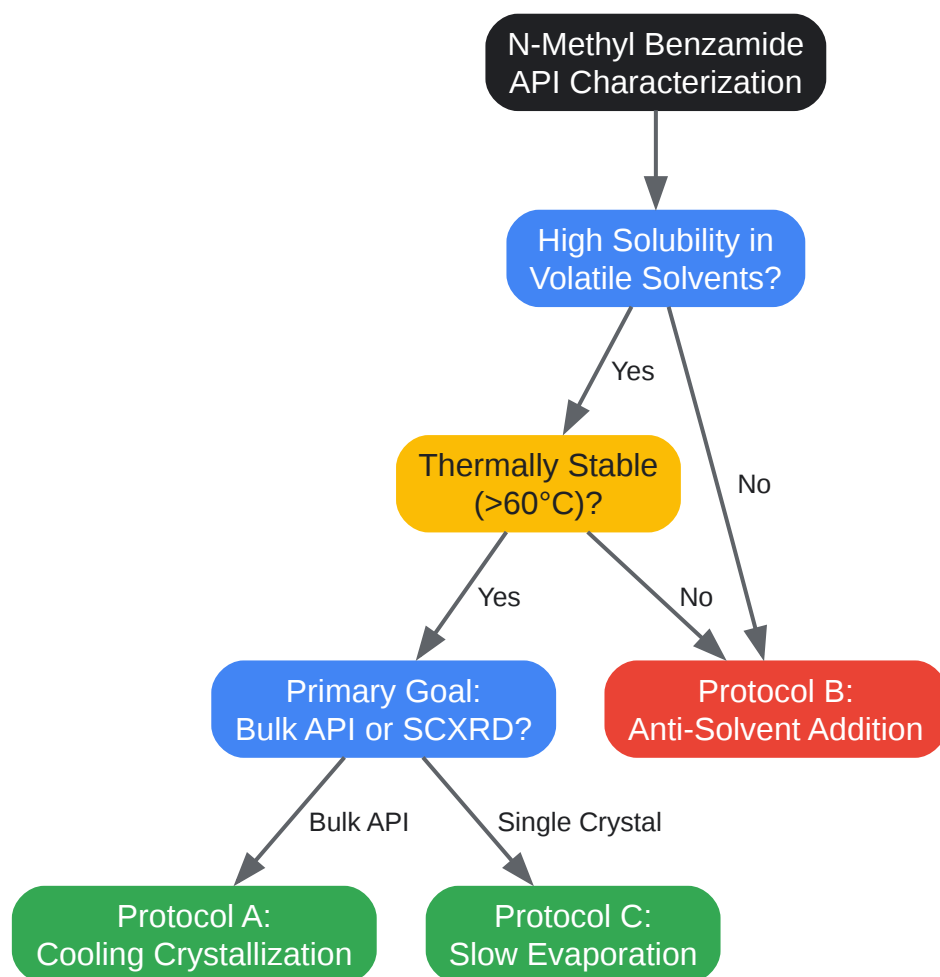 N-Methyl Benzamide
API Characterization
High Solubility in
Volatile Solvents?
Yes
No
Thermally Stable
(>60°C)?
Yes
No
Primary Goal:
Bulk API or SCXRD?
Protocol B:
Anti-Solvent Addition
Bulk API
Single Crystal
Protocol A:
Cooling Crystallization
Protocol C:
Slow Evaporation